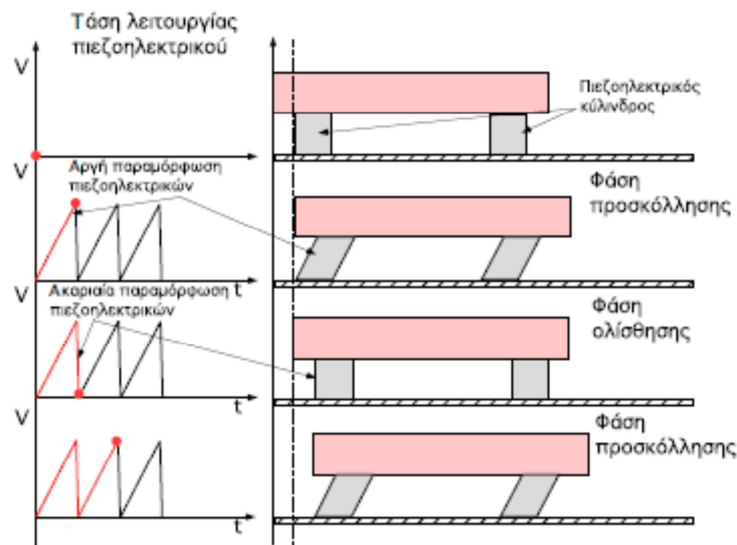 Τάση λειτουργίας
πιεζοηλεκτρικού
V
Πιεζοηλεκτρικός
κύλινδρος
V
Αργή παραμόρφωση
πιεζοηλεκτρικών
Φάση
προσκόλλησης
V
t
Ακαριαία παραμόρφωση
πιεζοηλεκτρικών
Φάση
ολίσθησης
V
t
Φάση
προσκόλλησης
t